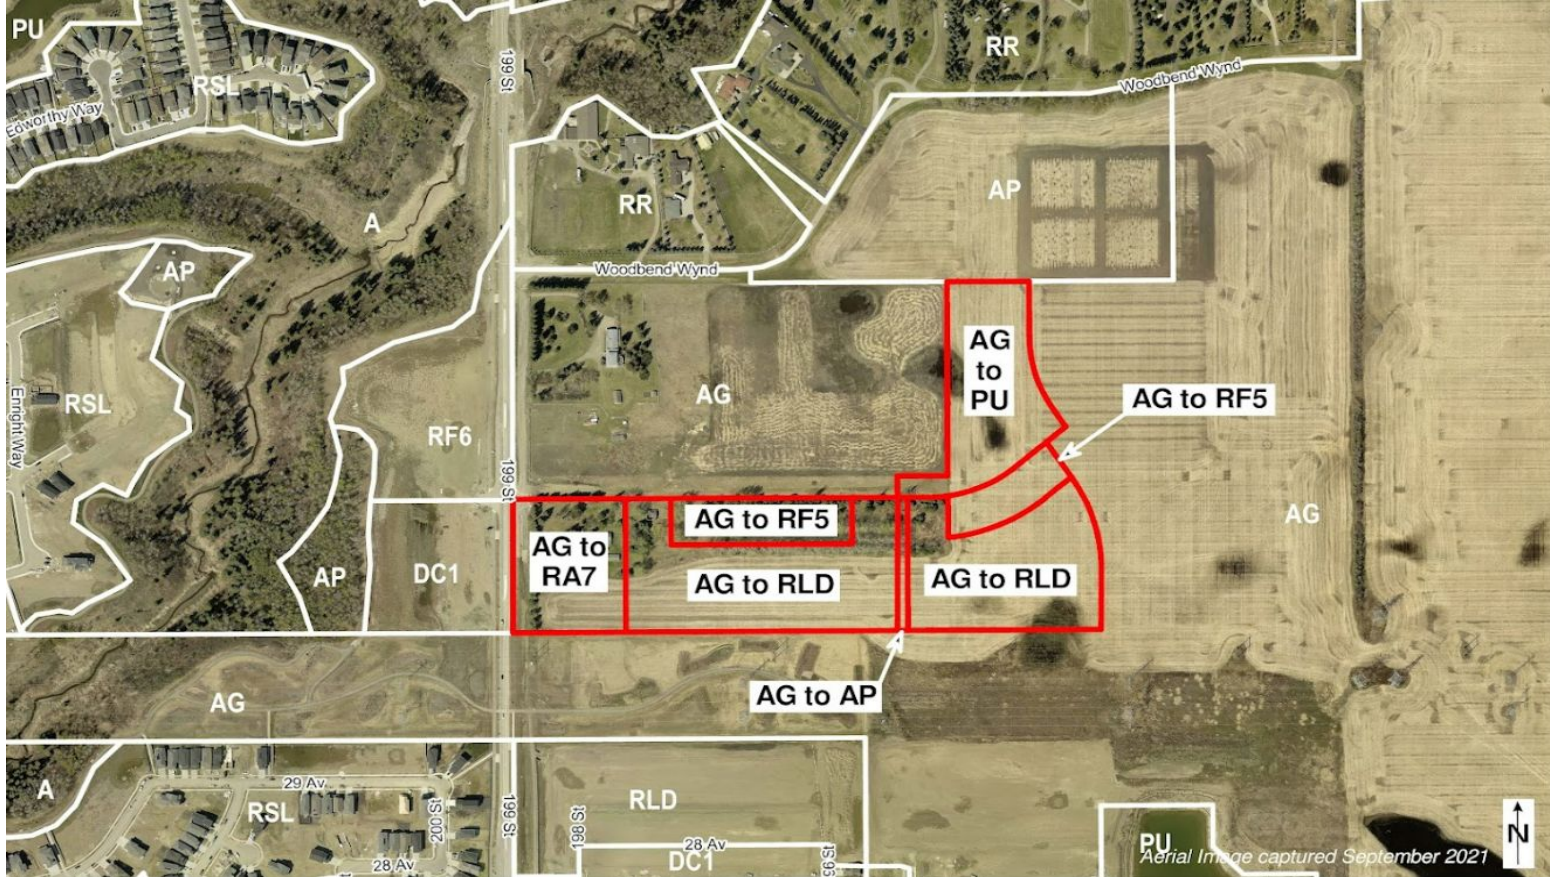 PU
RSL
RR
Woodbend Wynd
199 St
Edworthy Way
AP
RR
A
AP
Woodbend Wynd
AG
to
PU
AG to RF5
AG
RSL
Enright Way
RF6
199 St
AG to RF5
AG
AG to
RA7
AP
DC1
AG to RLD
AG to RLD
AG to AP
AG
A
29 Av
RSL
200 St
199 St
198 St
RLD
28 Av
28 Av
DC1
PU
Aerial Image captured September 2021
N